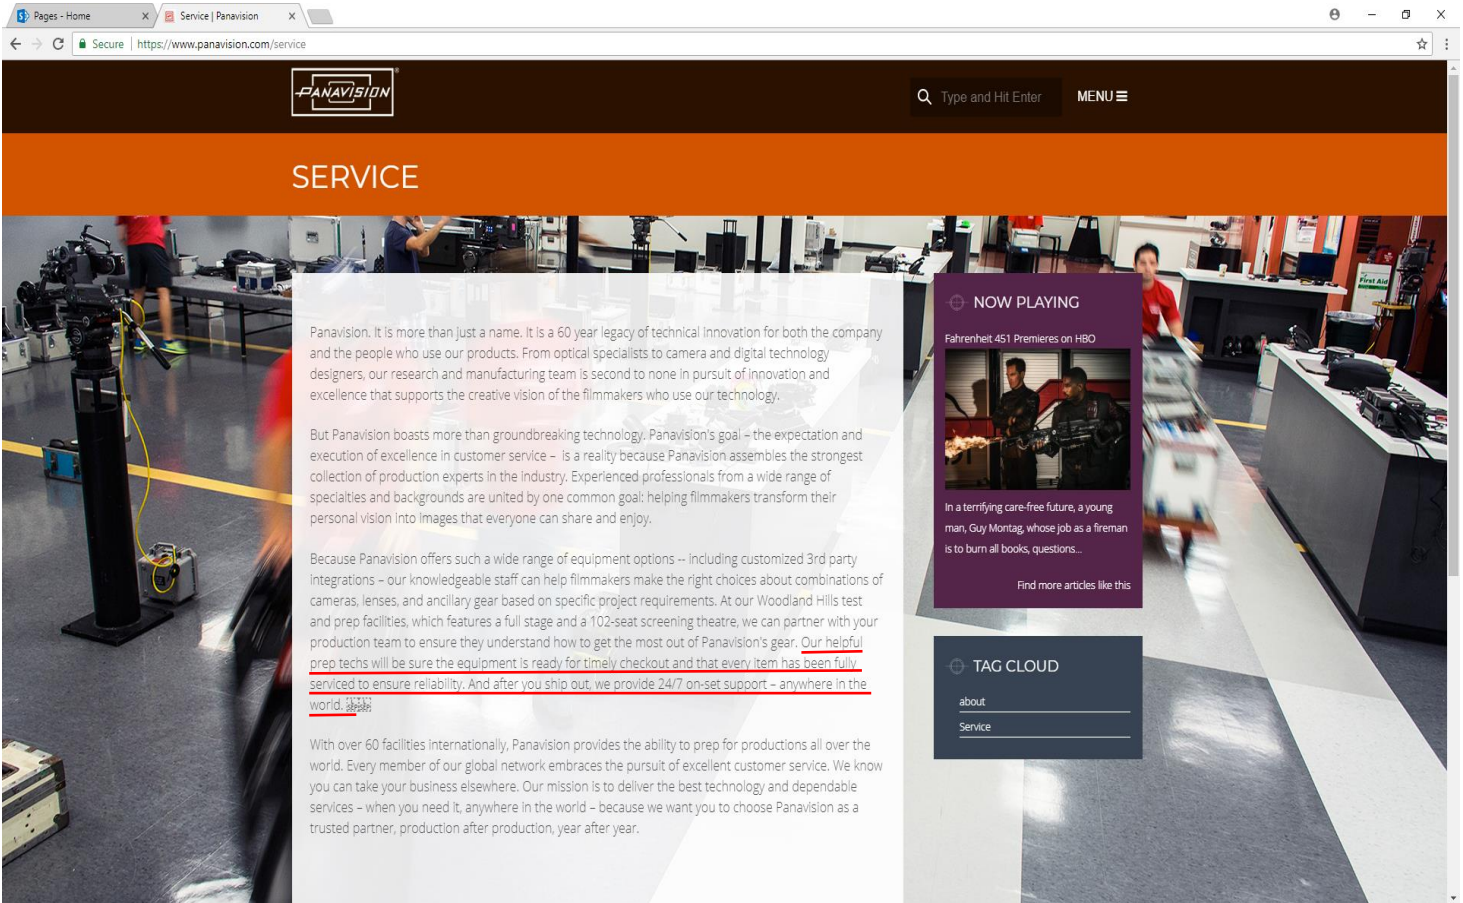 Pages - Home
Service | Panavision
Secure
https://www.panavision.com/service
PANAVISION®
Type and Hit Enter
MENU
SERVICE
Panavision. It is more than just a name. It is a 60 year legacy of technical innovation for both the company
and the people who use our products. From optical specialists to camera and digital technology
designers, our research and manufacturing team is second to none in pursuit of innovation and
excellence that supports the creative vision of the filmmakers who use our technology.
But Panavision boasts more than groundbreaking technology. Panavision's goal – the expectation and
execution of excellence in customer service – is a reality because Panavision assembles the strongest
collection of production experts in the industry. Experienced professionals from a wide range of
specialties and backgrounds are united by one common goal: helping filmmakers transform their
personal vision into images that everyone can share and enjoy.
Because Panavision offers such a wide range of equipment options -- including customized 3rd party
integrations – our knowledgeable staff can help filmmakers make the right choices about combinations of
cameras, lenses, and ancillary gear based on specific project requirements. At our Woodland Hills test
and prep facilities, which features a full stage and a 102-seat screening theatre, we can partner with your
production team to ensure they understand how to get the most out of Panavision's gear. Our helpful
prep techs will be sure the equipment is ready for timely checkout and that every item has been fully
serviced to ensure reliability. And after you ship out, we provide 24/7 on-set support – anywhere in the
world.
With over 60 facilities internationally, Panavision provides the ability to prep for productions all over the
world. Every member of our global network embraces the pursuit of excellent customer service. We know
you can take your business elsewhere. Our mission is to deliver the best technology and dependable
services – when you need it, anywhere in the world – because we want you to choose Panavision as a
trusted partner, production after production, year after year.
NOW PLAYING
Fahrenheit 451 Premieres on HBO
In a terrifying care-free future, a young
man, Guy Montag, whose job as a fireman
is to burn all books, questions...
Find more articles like this
TAG CLOUD
about
Service
First Aid